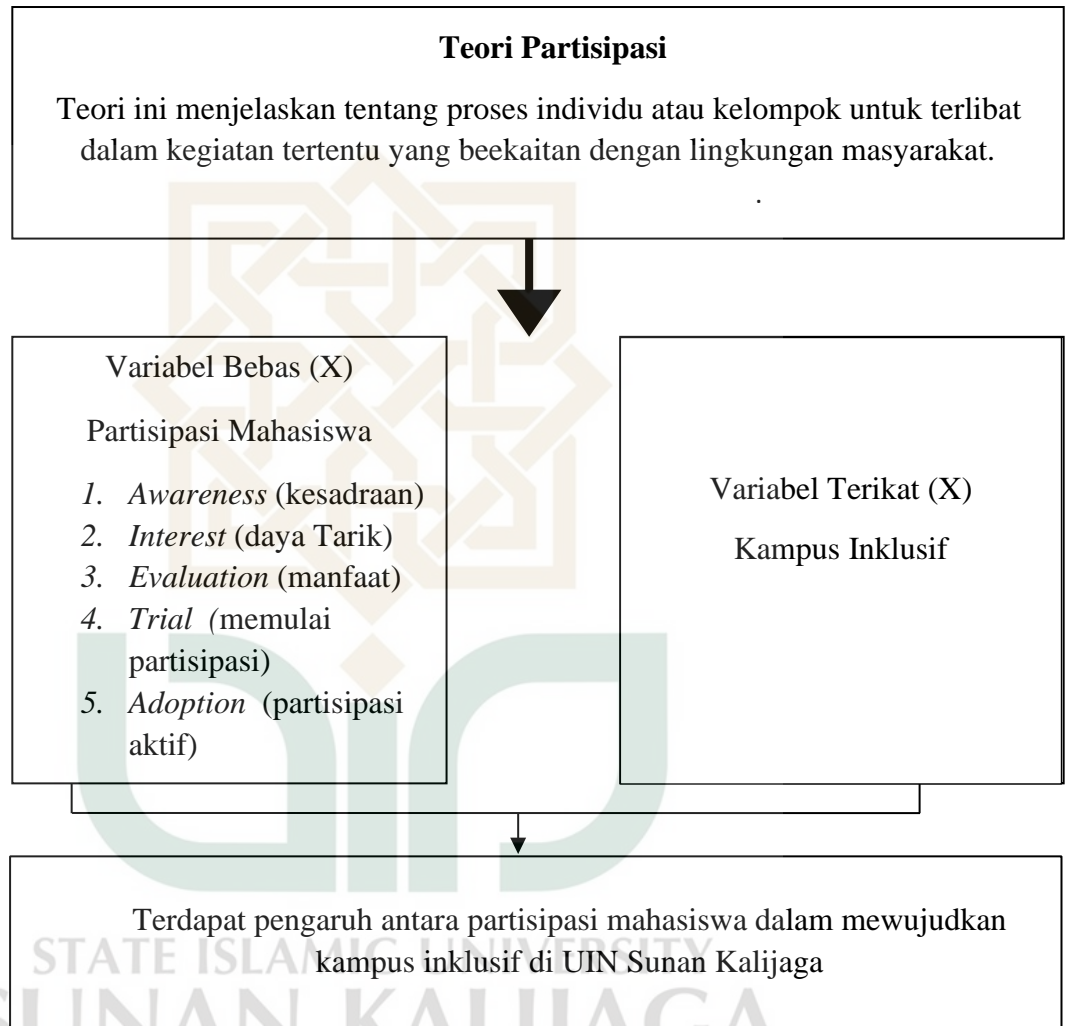 Teori Partisipasi
Teori ini menjelaskan tentang proses individu atau kelompok untuk terlibat
dalam kegiatan tertentu yang beekaitan dengan lingkungan masyarakat.
.
Variabel Bebas (X)
Partisipasi Mahasiswa
1. Awareness (kesadraan)
2. Interest (daya Tarik)
3. Evaluation (manfaat)
4. Trial (memulai
partisipasi)
5. Adoption (partisipasi
aktif)
Variabel Terikat (X)
Kampus Inklusif
Terdapat pengaruh antara partisipasi mahasiswa dalam mewujudkan
kampus inklusif di UIN Sunan Kalijaga
STATE ISLAMIC UNIVERSITY
SUNAN KALIJAGA